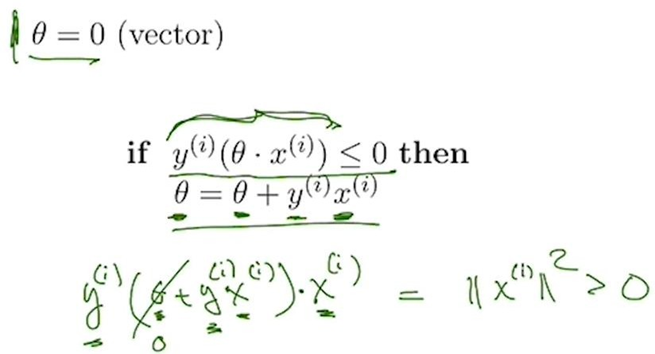 θ = 0 (vector)
if y^{(i)}(θ · x^{(i)}) ≤ 0 then
θ = θ + y^{(i)}x^{(i)}
y^{(i)}(θ + y^{(i)}x^{(i)}) · x^{(i)} = ||x^{(i)}||^2 > 0
0